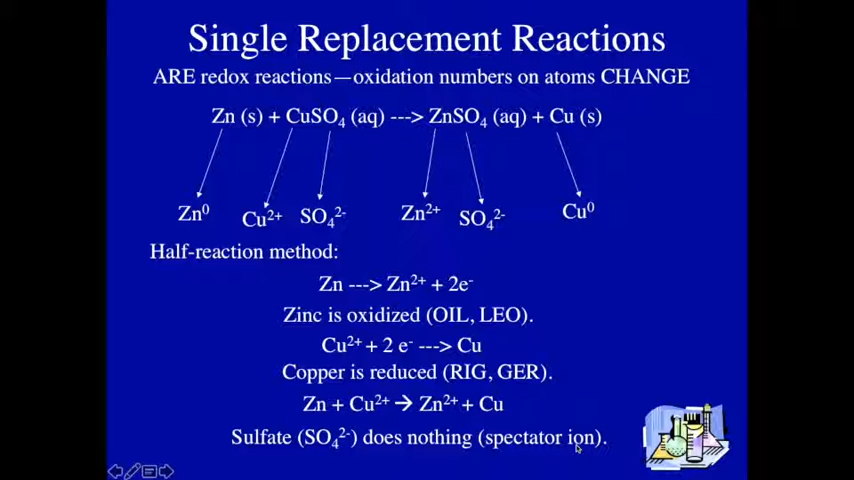 Single Replacement Reactions
ARE redox reactions—oxidation numbers on atoms CHANGE
Zn (s) + CuSO₄ (aq) ---> ZnSO₄ (aq) + Cu (s)
Zn⁰ Cu²⁺ SO₄²⁻ Zn²⁺ SO₄²⁻ Cu⁰
Half-reaction method:
Zn ---> Zn²⁺ + 2e⁻
Zinc is oxidized (OIL, LEO).
Cu²⁺ + 2 e⁻ ---> Cu
Copper is reduced (RIG, GER).
Zn + Cu²⁺ → Zn²⁺ + Cu
Sulfate (SO₄²⁻) does nothing (spectator ion).